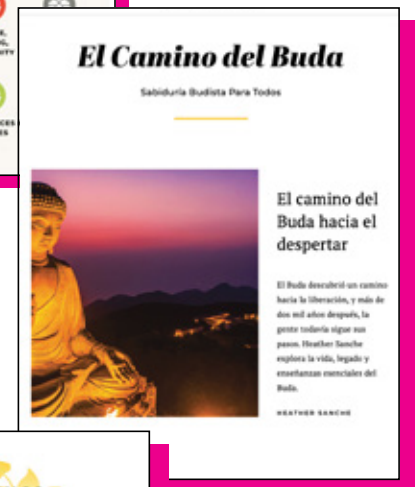 El Camino del Buda
Sabiduría Budista Para Todos
El camino del
Buda hacia el
despertar
El Buda descubrió un camino
hacia la liberación, y más de
dos mil años después, la
gente todavía sigue sus
pasos. Heather Sanche
explora la vida, legado y
enseñanzas esenciales del
Buda.
HEATHER SANCHE